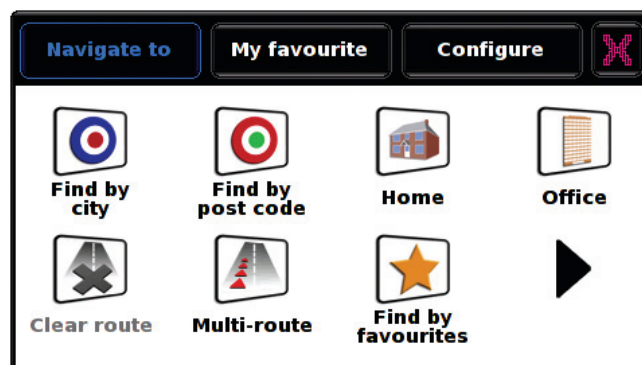 Navigate to
My favourite
Configure
Find by
city
Find by
post code
Home
Office
Clear route
Multi-route
Find by
favourites